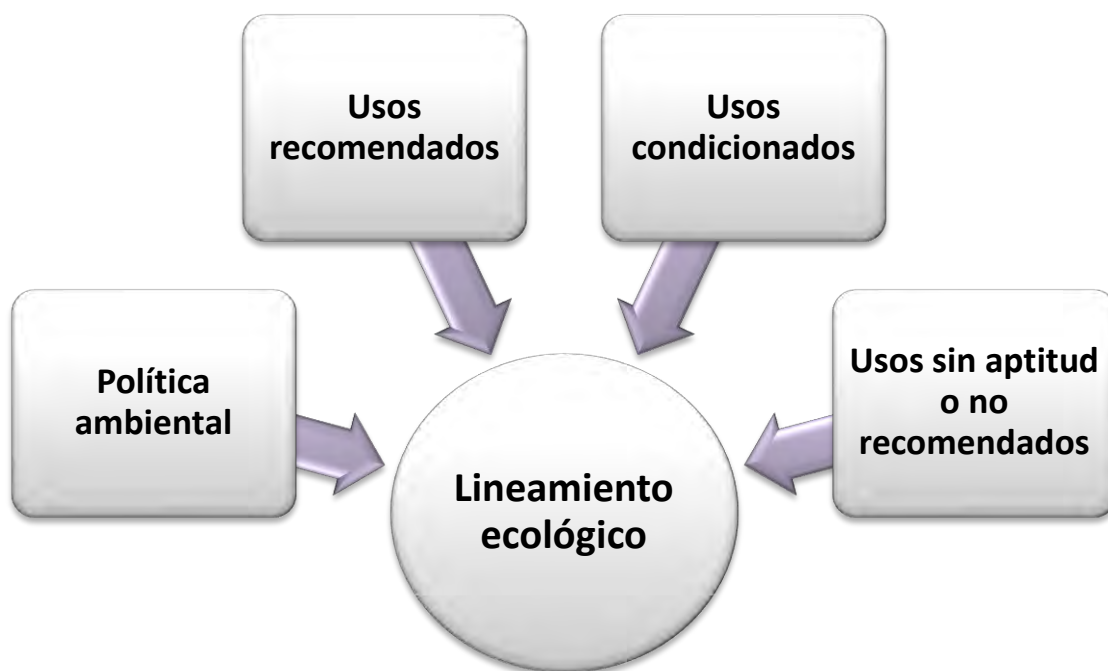 Usos
recomendados
Usos
condicionados
Política
ambiental
Usos sin aptitud
o no
recomendados
Lineamiento
ecológico